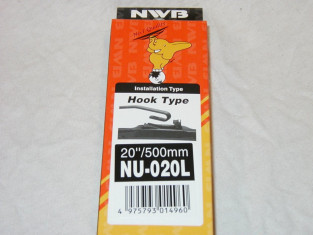 NWB
Installation Type
Hook Type
20"/500mm
NU-020L
4 975793 014960